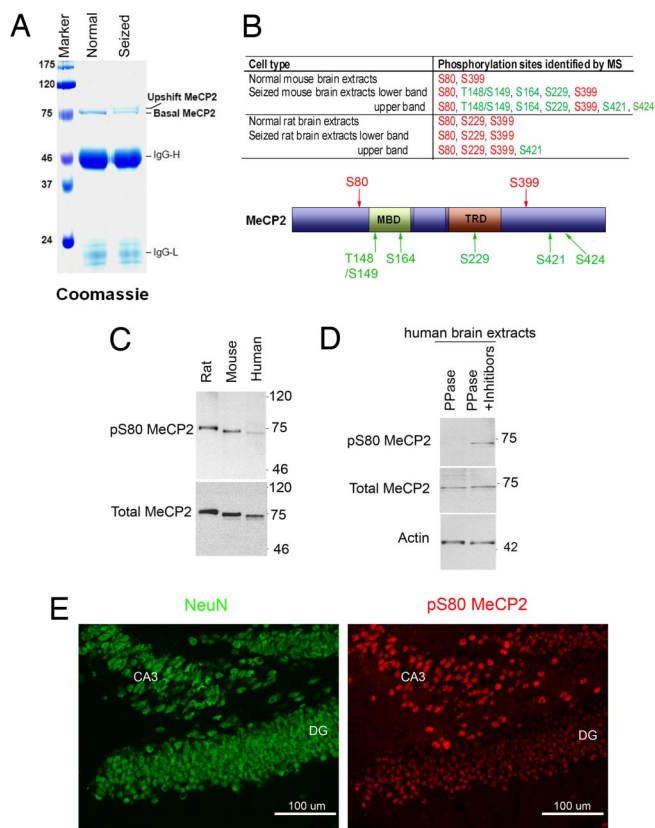 A
Marker
Normal
Seized
175
120
Upshift MeCP2
75
Basal MeCP2
46
IgG-H
37
24
IgG-L
Coomassie
B
Cell type Phosphorylation sites identified by MS
Normal mouse brain extracts S80, S399
Seized mouse brain extracts lower band S80, T148/S149, S164, S229, S399
upper band S80, T148/S149, S164, S229, S399, S421, S424
Normal rat brain extracts S80, S229, S399
Seized rat brain extracts lower band S80, S229, S399
upper band S80, S229, S399, S421
S80 S399
MeCP2 MBD TRD
T148 S164 S229 S421 S424
/S149
C
Rat
Mouse
Human
120
pS80 MeCP2 75
46
120
Total MeCP2 75
46
D
human brain extracts
PPase
PPase
+Inhitibors
pS80 MeCP2 75
Total MeCP2 75
Actin 42
E
NeuN
CA3
DG
100 um
pS80 MeCP2
CA3
DG
100 um